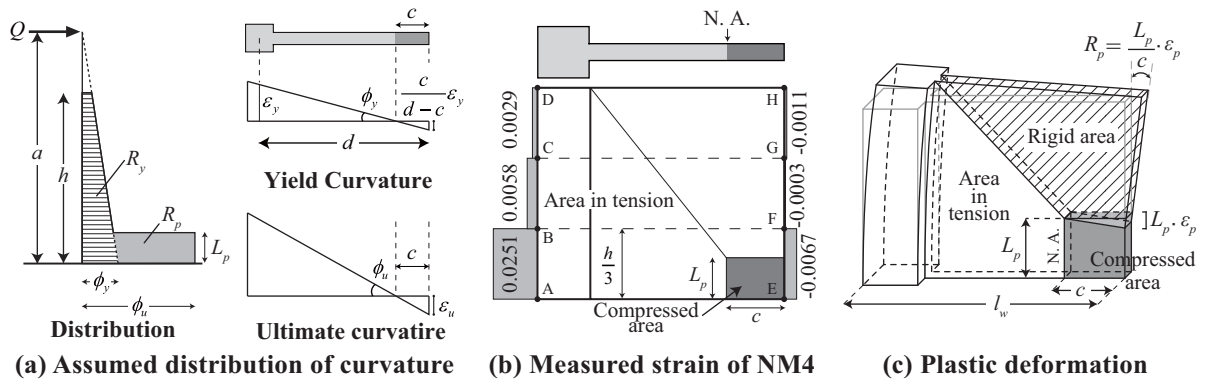 Q
a
h
R_y
R_p
L_p
ϕ_y
ϕ_u
Distribution
c
ε_y
ϕ_y
c
d − c
ε_y
d
Yield Curvature
ϕ_u
c
ε_u
Ultimate curvatire
(a) Assumed distribution of curvature
N. A.
D
H
0.0029
-0.0011
C
G
0.0058
-0.0003
Area in tension
B
F
0.0251
-0.0067
h
3
L_p
A
E
Compressed
area
c
(b) Measured strain of NM4
R_p = L_p/c · ε_p
Rigid area
Area
in
tension
L_p
N. A.
] L_p · ε_p
Compressed
area
c
l_w
(c) Plastic deformation